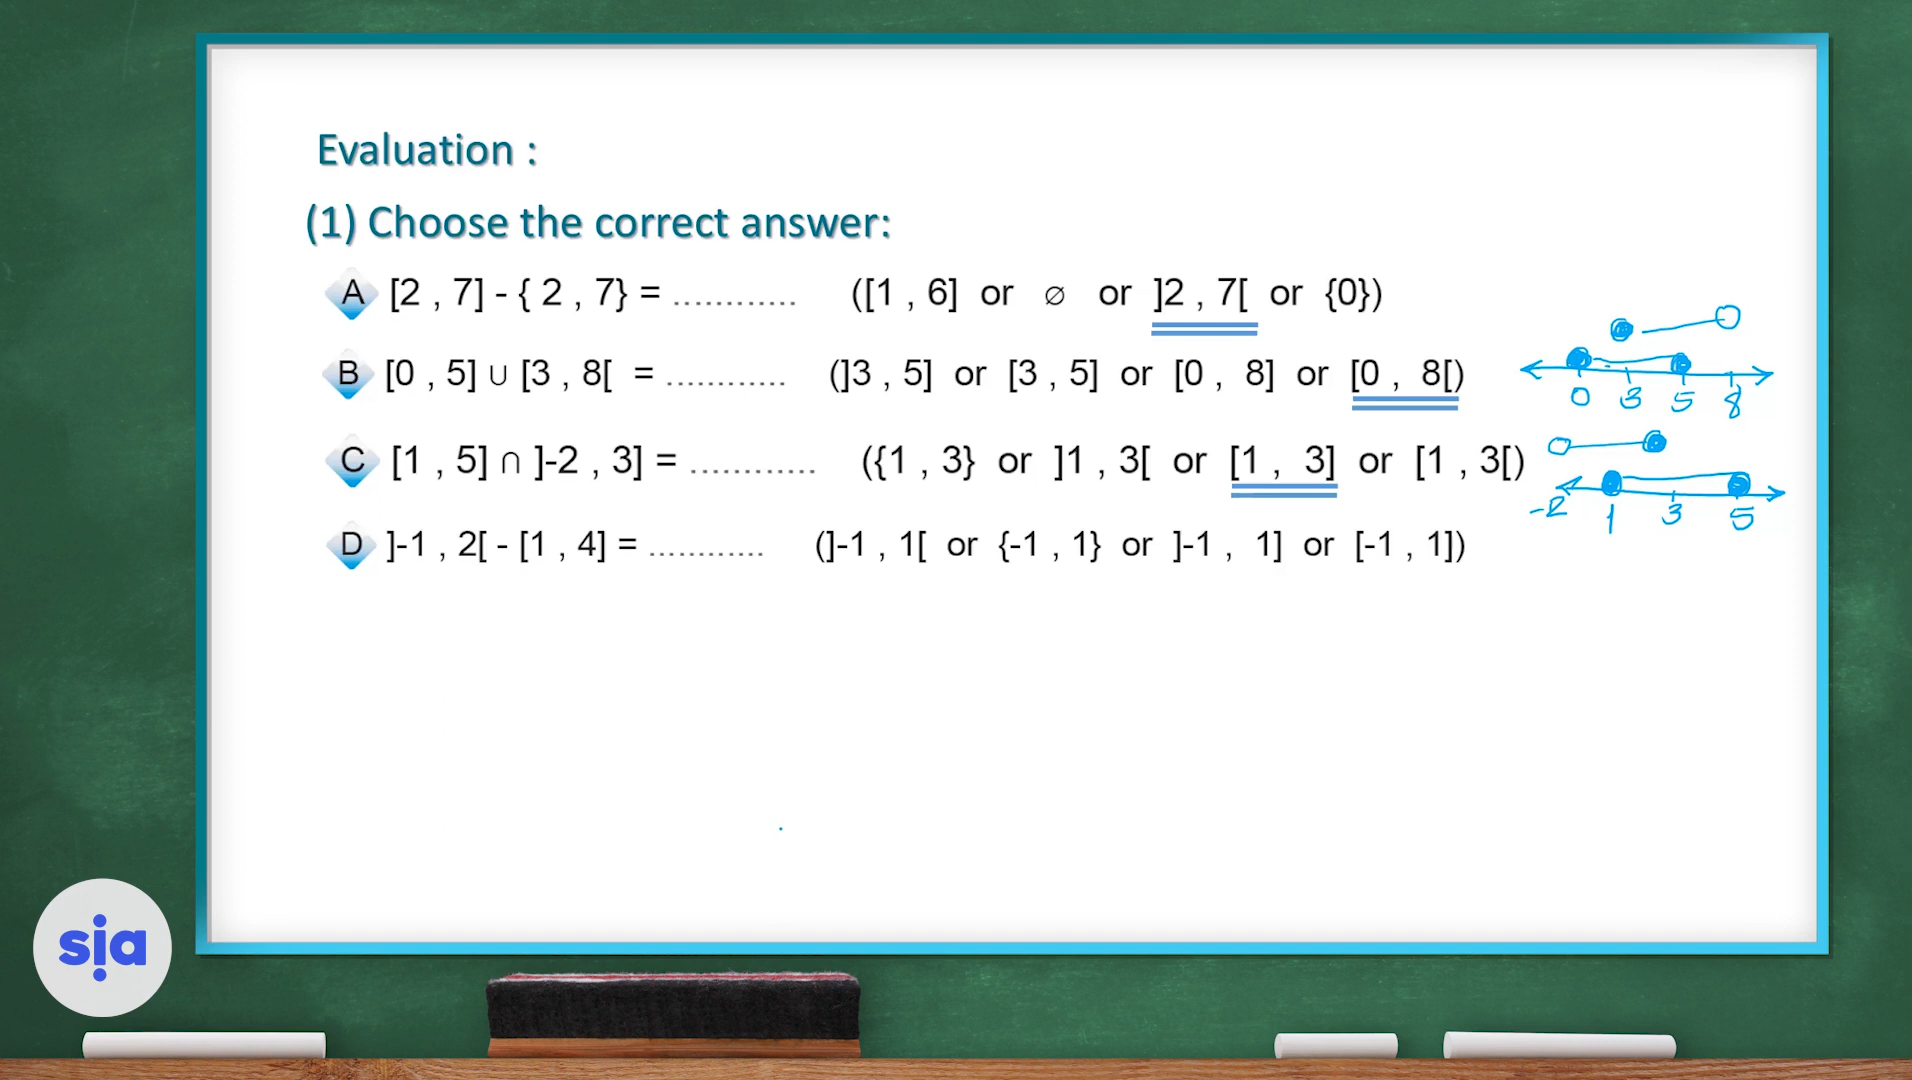 Evaluation :
(1) Choose the correct answer:
A [2 , 7] - { 2 , 7} = ............ ([1 , 6] or ∅ or ]2 , 7[ or {0})
B [0 , 5] ∪ [3 , 8[ = ............ (]3 , 5] or [3 , 5] or [0 , 8] or [0 , 8[)
0 3 5 8
C [1 , 5] ∩ ]-2 , 3] = ............ ({1 , 3} or ]1 , 3[ or [1 , 3] or [1 , 3[)
-2 1 3 5
D ]-1 , 2[ - [1 , 4] = ............ (]-1 , 1[ or {-1 , 1} or ]-1 , 1] or [-1 , 1])
sia